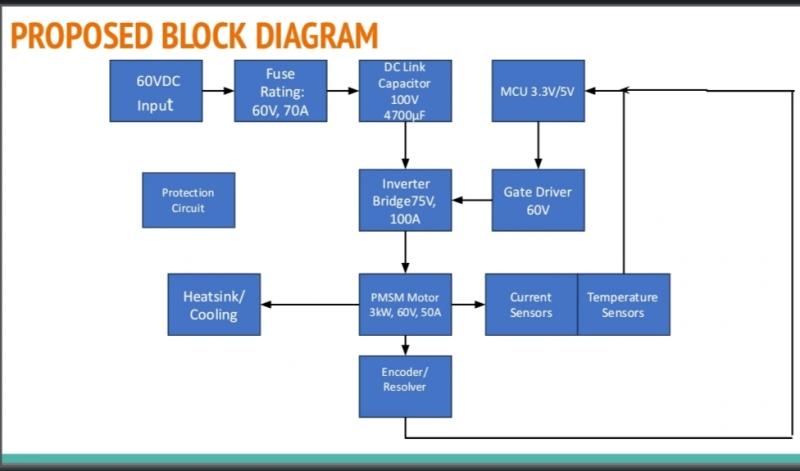 PROPOSED BLOCK DIAGRAM
60VDC
Input
Fuse
Rating:
60V, 70A
DC Link
Capacitor
100V
4700µF
MCU 3.3V/5V
Protection
Circuit
Inverter
Bridge75V,
100A
Gate Driver
60V
Heatsink/
Cooling
PMSM Motor
3kW, 60V, 50A
Current
Sensors
Temperature
Sensors
Encoder/
Resolver